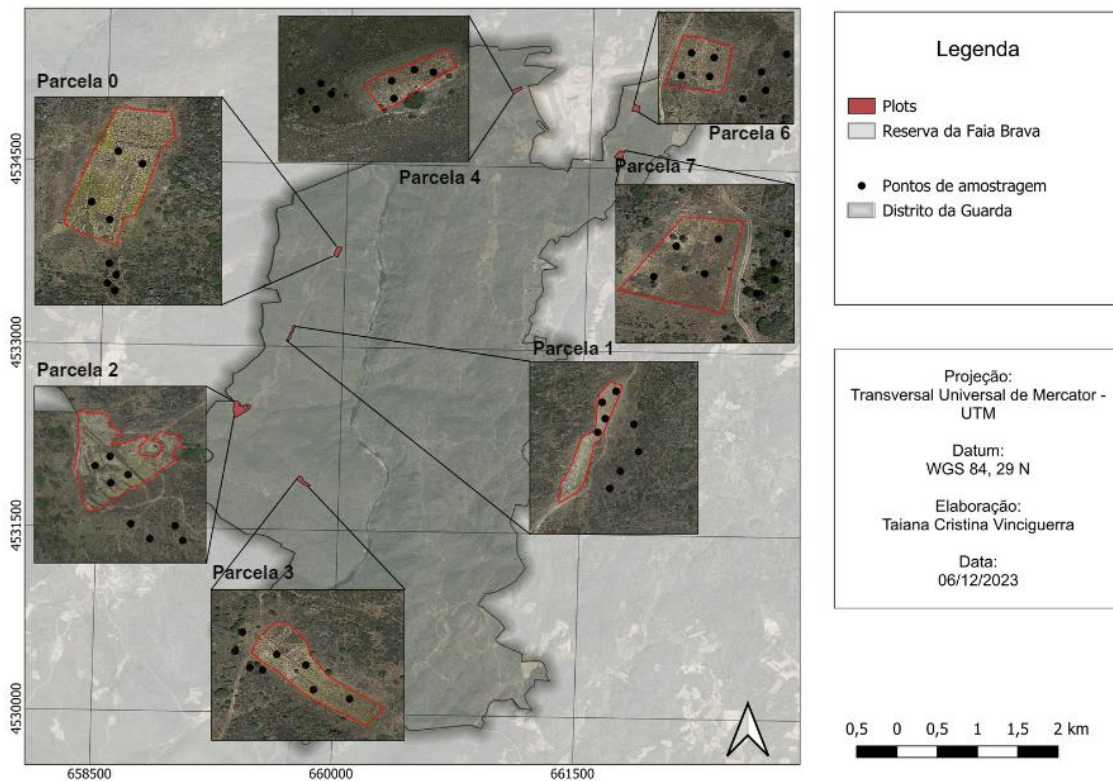 Parcela 0
Parcela 4
Parcela 6
Parcela 7
Parcela 2
Parcela 1
Parcela 3
4534500
4533000
4531500
4530000
658500
660000
661500
Legenda
Plots
Reserva da Faia Brava
Pontos de amostragem
Distrito da Guarda
Projeção:
Transversal Universal de Mercator -
UTM
Datum:
WGS 84, 29 N
Elaboração:
Taiana Cristina Vinciguerra
Data:
06/12/2023
0,5 0 0,5 1 1,5 2 km